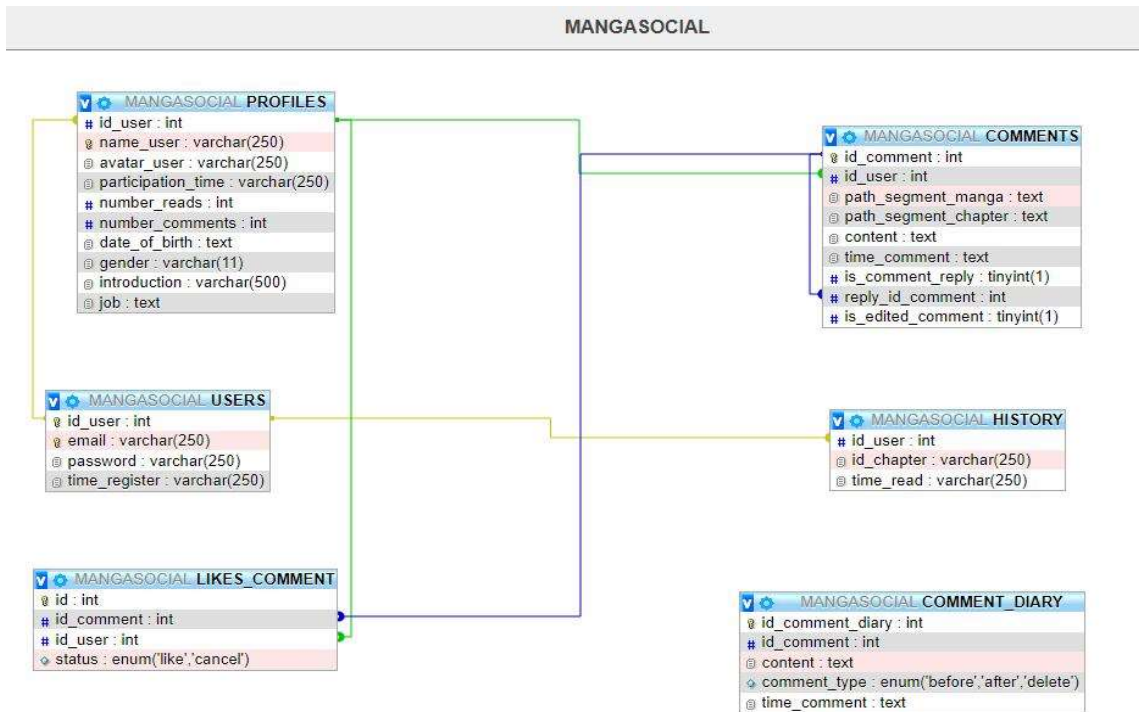 MANGASOCIAL
MANGASOCIAL PROFILES
id_user : int
name_user : varchar(250)
avatar_user : varchar(250)
participation_time : varchar(250)
number_reads : int
number_comments : int
date_of_birth : text
gender : varchar(11)
introduction : varchar(500)
job : text
MANGASOCIAL COMMENTS
id_comment : int
id_user : int
path_segment_manga : text
path_segment_chapter : text
content : text
time_comment : text
is_comment_reply : tinyint(1)
reply_id_comment : int
is_edited_comment : tinyint(1)
MANGASOCIAL USERS
id_user : int
email : varchar(250)
password : varchar(250)
time_register : varchar(250)
MANGASOCIAL HISTORY
id_user : int
id_chapter : varchar(250)
time_read : varchar(250)
MANGASOCIAL LIKES_COMMENT
id : int
id_comment : int
id_user : int
status : enum('like','cancel')
MANGASOCIAL COMMENT_DIARY
id_comment_diary : int
id_comment : int
content : text
comment_type : enum('before','after','delete')
time_comment : text